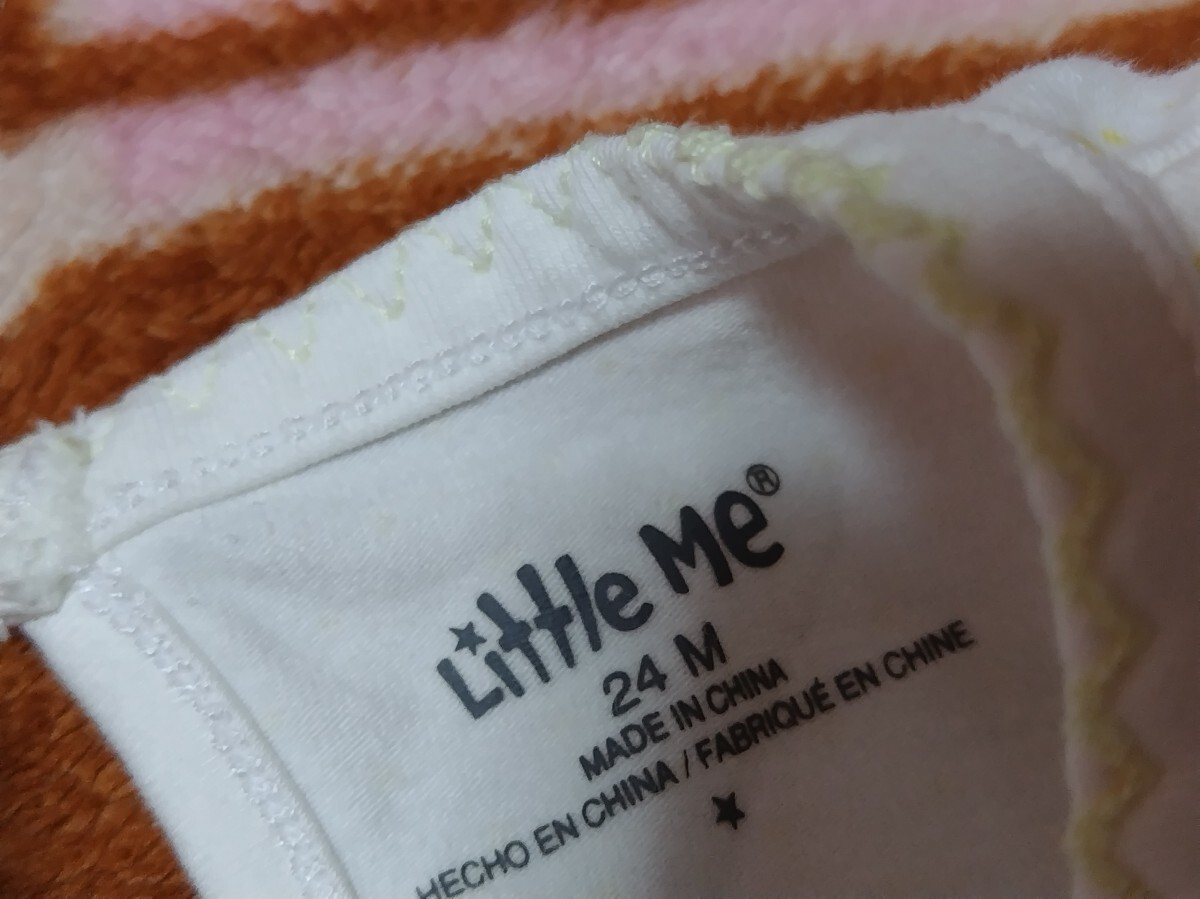 Little Me®
24 M
MADE IN CHINA
HECHO EN CHINA / FABRIQUÉ EN CHINE